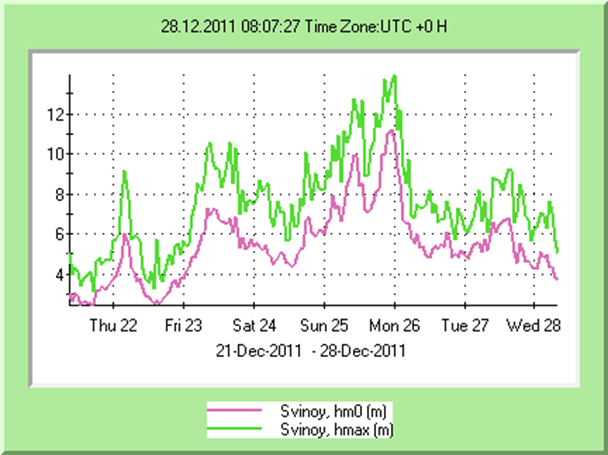 28.12.2011 08:07:27 Time Zone:UTC +0 H
12
10
8
6
4
Thu 22 Fri 23 Sat 24 Sun 25 Mon 26 Tue 27 Wed 28
21-Dec-2011 - 28-Dec-2011
Svinoy, hm0 (m)
Svinoy, hmax (m)